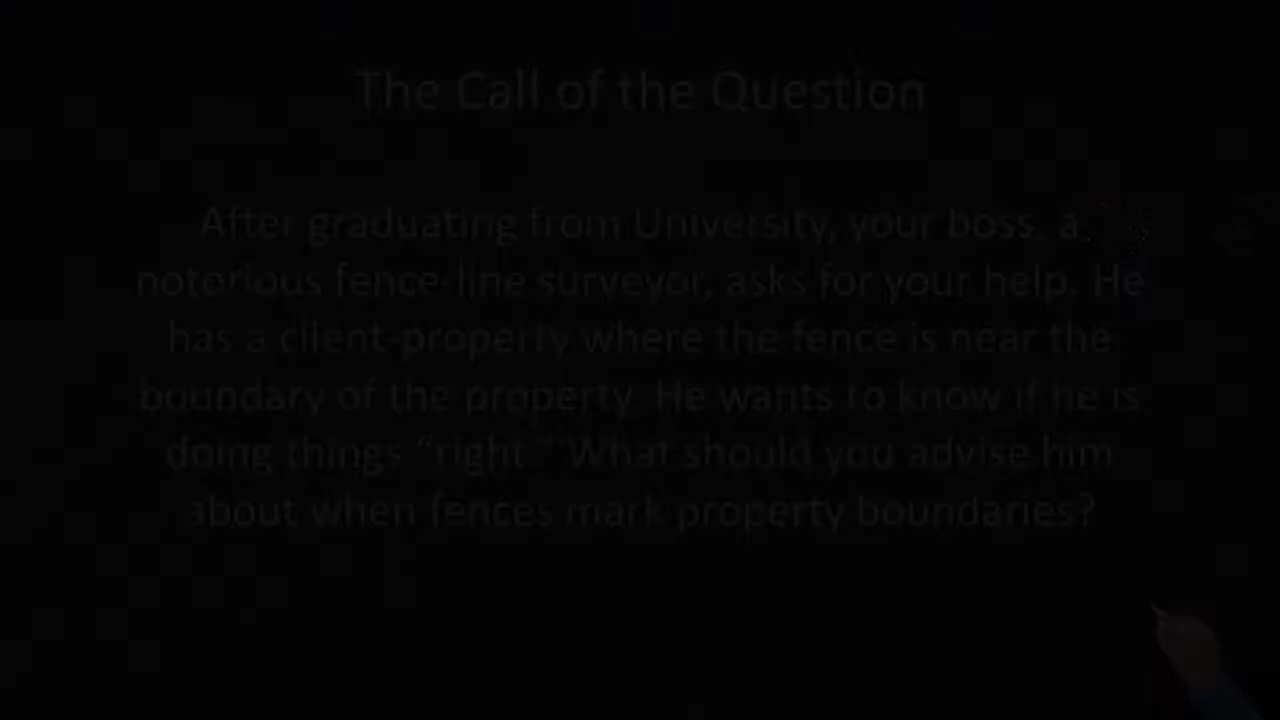 The Call of the Question
After graduating from University, your boss, a
notorious fence-line surveyor, asks for your help. He
has a client-property where the fence is near the
boundary of the property. He wants to know if he is
doing things “right.” What should you advise him
about when fences mark property boundaries?